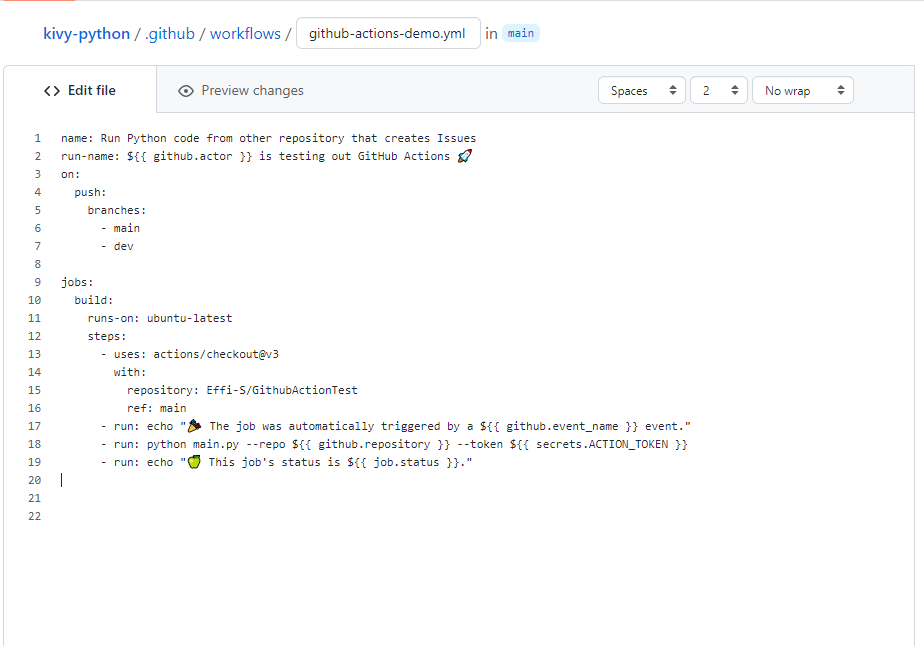 kivy-python / .github / workflows / github-actions-demo.yml in main
<> Edit file Preview changes Spaces 2 No wrap
1 name: Run Python code from other repository that creates Issues
2 run-name: ${{ github.actor }} is testing out GitHub Actions 🚀
3 on:
4   push:
5     branches:
6       - main
7       - dev
8
9 jobs:
10   build:
11     runs-on: ubuntu-latest
12     steps:
13       - uses: actions/checkout@v3
14         with:
15           repository: Effi-S/GithubActionTest
16           ref: main
17       - run: echo "🎉 The job was automatically triggered by a ${{ github.event_name }} event."
18       - run: python main.py --repo ${{ github.repository }} --token ${{ secrets.ACTION_TOKEN }}
19       - run: echo "🍏 This job's status is ${{ job.status }}."
20
21
22